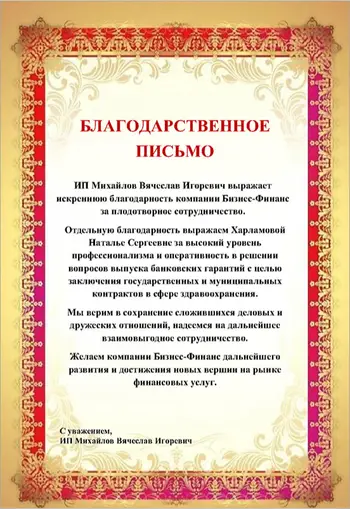 БЛАГОДАРСТВЕННОЕ
ПИСЬМО
ИП Михайлов Вячеслав Игоревич выражает
искреннюю благодарность компании Бизнес-Финанс
за плодотворное сотрудничество.
Отдельную благодарность выражаем Харламовой
Наталье Сергеевне за высокий уровень
профессионализма и оперативность в решении
вопросов выпуска банковских гарантий с целью
заключения государственных и муниципальных
контрактов в сфере здравоохранения.
Мы верим в сохранение сложившихся деловых и
дружеских отношений, надеемся на дальнейшее
взаимовыгодное сотрудничество.
Желаем компании Бизнес-Финанс дальнейшего
развития и достижения новых вершин на рынке
финансовых услуг.
С уважением,
ИП Михайлов Вячеслав Игоревич